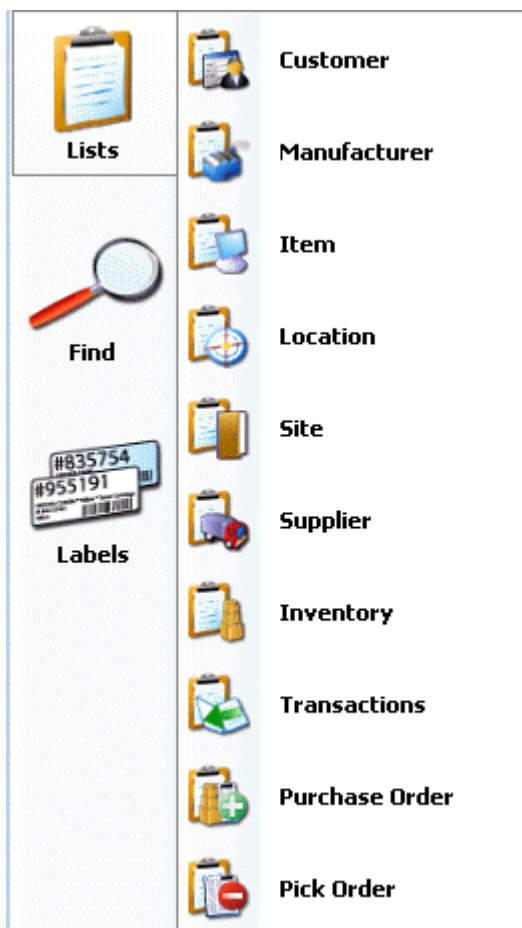 Lists
Find
#835754
#955191
Labels
Customer
Manufacturer
Item
Location
Site
Supplier
Inventory
Transactions
Purchase Order
Pick Order